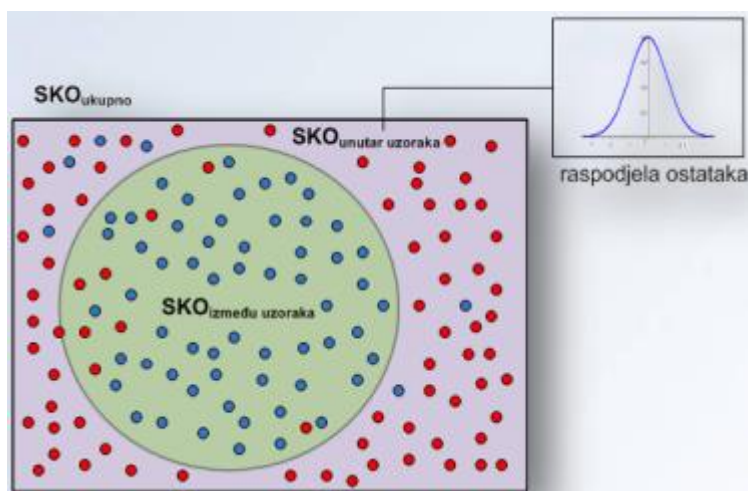 SKOukupno
SKOunutar uzoraka
raspodjela ostataka
SKOizmeđu uzoraka